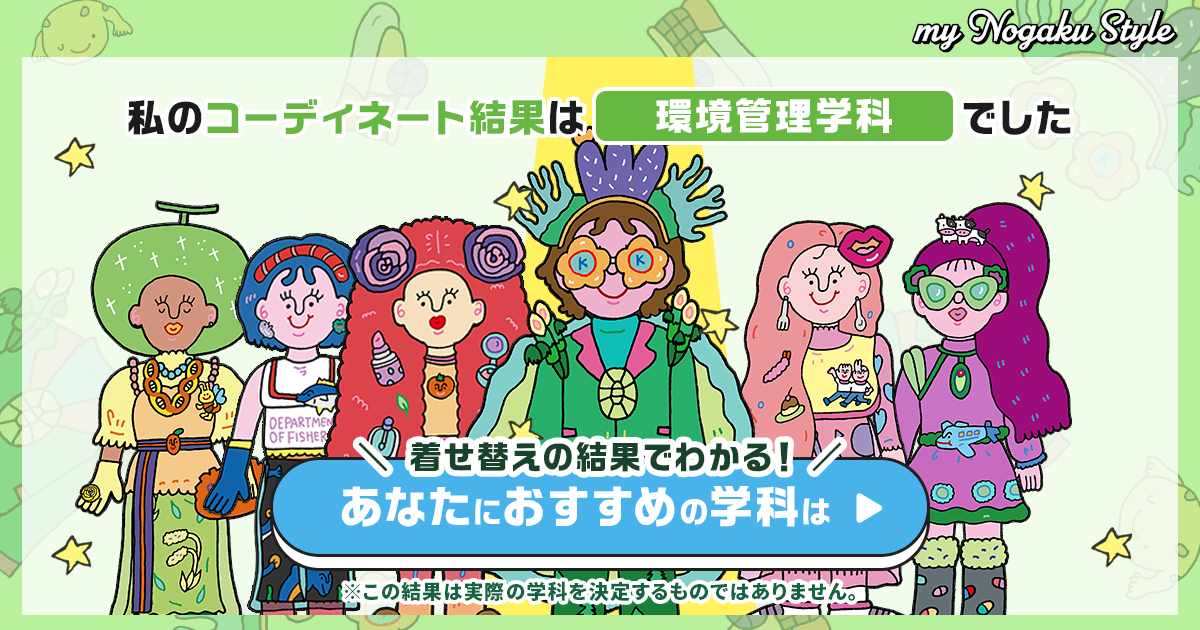 my Nogaku Style
私のコーディネート結果は 環境管理学科 でした
K K
DEPARTMEN
OF FISHER
着せ替えの結果でわかる!
あなたにおすすめの学科は
※この結果は実際の学科を決定するものではありません。